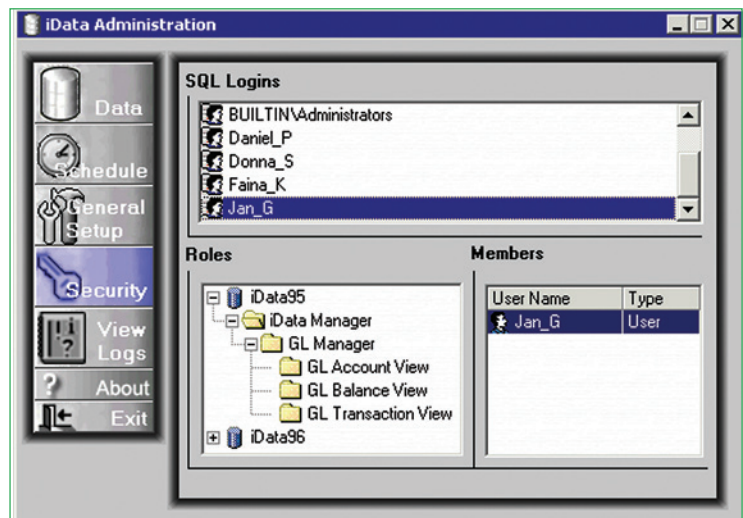 iData Administration
Data
Schedule
General
Setup
Security
View
Logs
About
Exit
SQL Logins
BUILTIN\Administrators
Daniel_P
Donna_S
Faina_K
Jan_G
Roles
iData95
iData Manager
GL Manager
GL Account View
GL Balance View
GL Transaction View
iData96
Members
User Name Type
Jan_G User